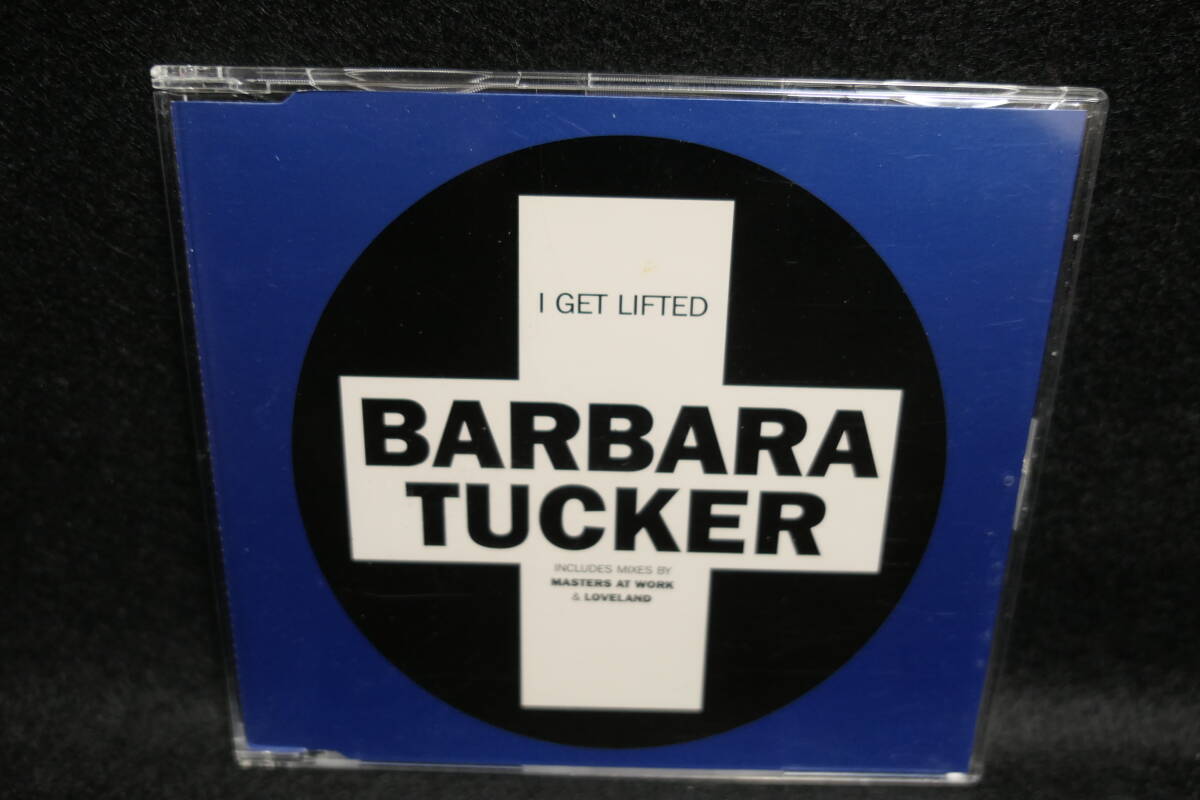 I GET LIFTED
BARBARA
TUCKER
INCLUDES MIXES BY
MASTERS AT WORK
& LOVELAND